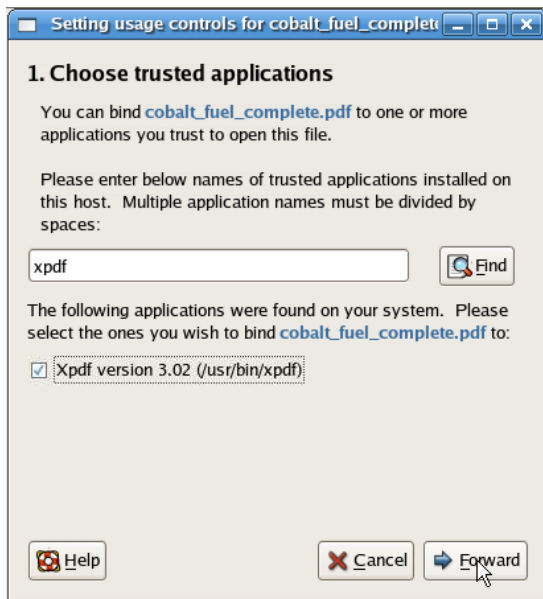 Setting usage controls for cobalt_fuel_complete
1. Choose trusted applications
You can bind cobalt_fuel_complete.pdf to one or more
applications you trust to open this file.
Please enter below names of trusted applications installed on
this host. Multiple application names must be divided by
spaces:
xpdf
Find
The following applications were found on your system. Please
select the ones you wish to bind cobalt_fuel_complete.pdf to:
Xpdf version 3.02 (/usr/bin/xpdf)
Help
Cancel
Forward